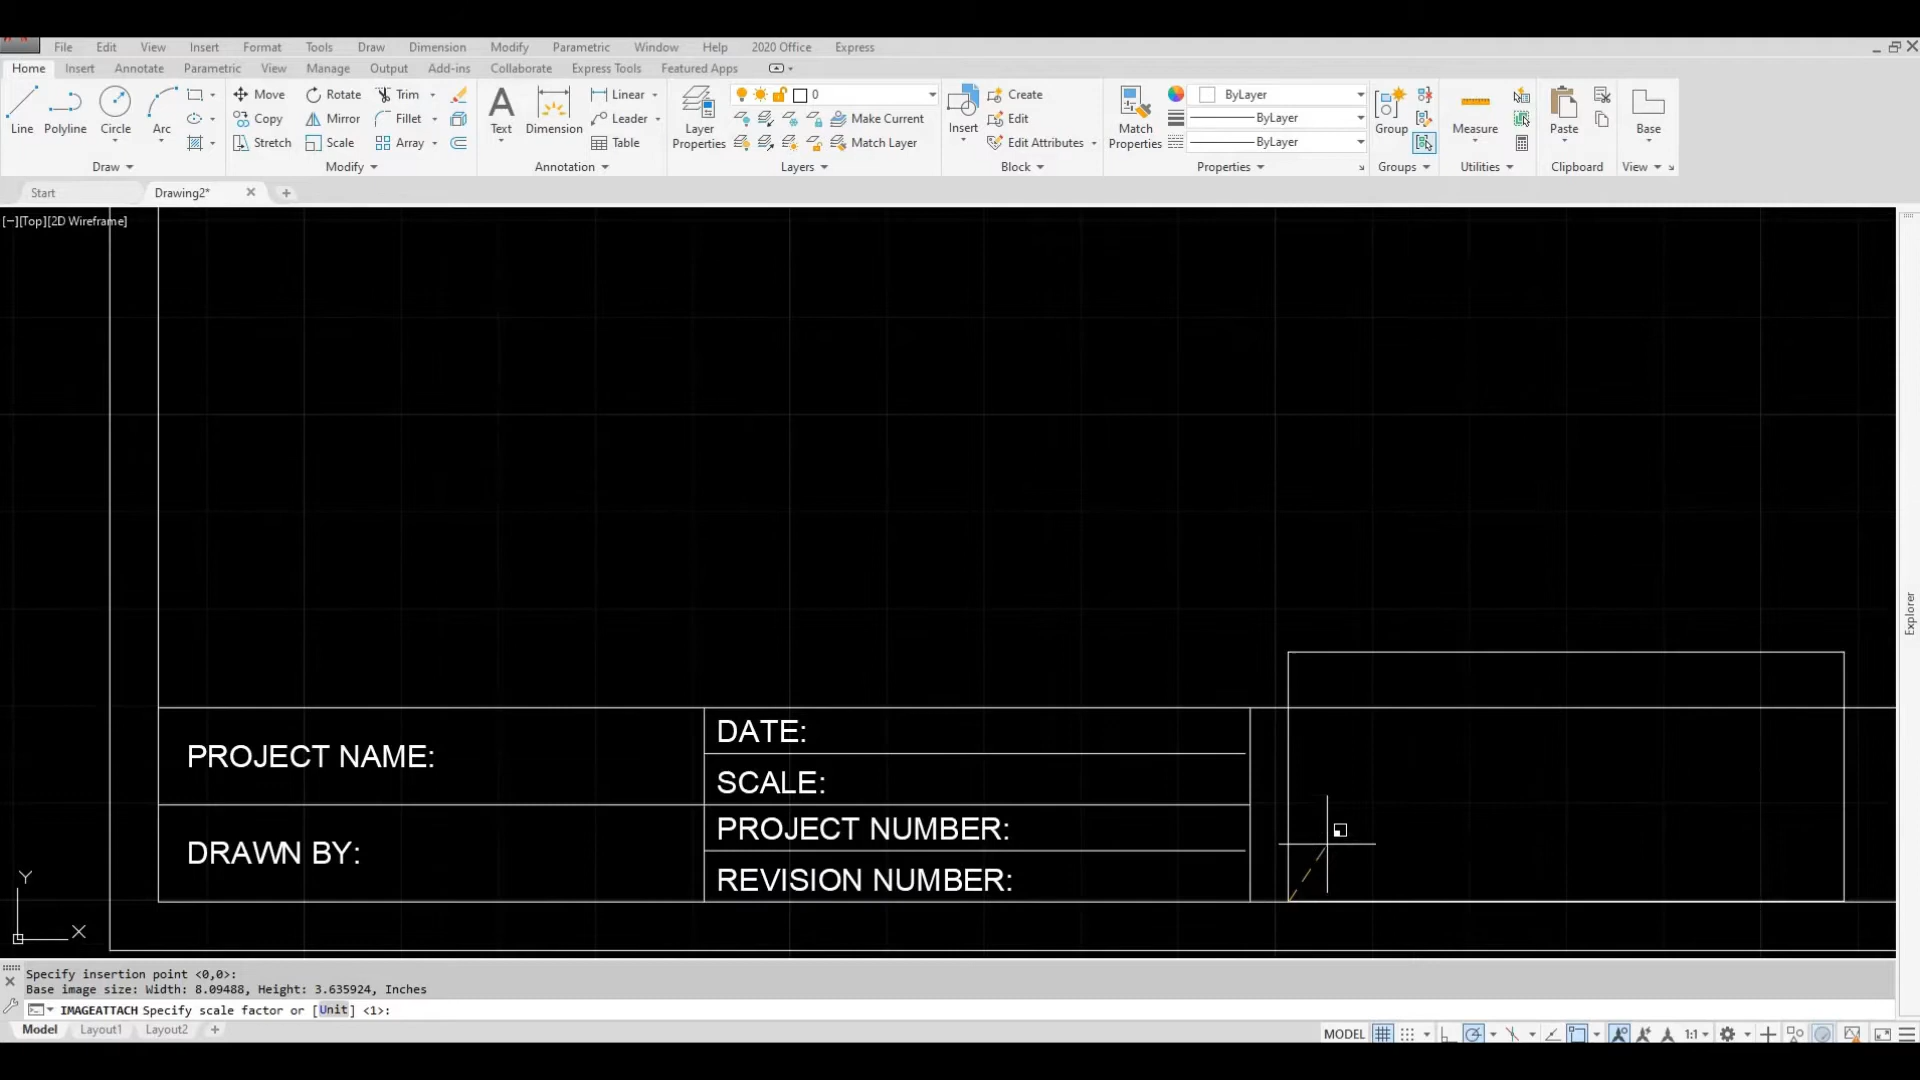 File Edit View Insert Format Tools Draw Dimension Modify Parametric Window Help 2020 Office Express
Home Insert Annotate Parametric View Manage Output Add-ins Collaborate Express Tools Featured Apps
Line Polyline Circle Arc
Move Rotate Trim
Copy Mirror Fillet
Stretch Scale Array
Text Dimension
Linear
Leader
Table
Layer Properties
0
Make Current
Match Layer
Insert
Create
Edit
Edit Attributes
Match Properties
ByLayer
ByLayer
ByLayer
Group
Measure
Paste
Base
Draw Modify Annotation Layers Block Properties Groups Utilities Clipboard View
Start Drawing2*
[−][Top][2D Wireframe]
Explorer
PROJECT NAME:
DRAWN BY:
DATE:
SCALE:
PROJECT NUMBER:
REVISION NUMBER:
Y
X
Specify insertion point <0,0>:
Base image size: Width: 8.09488, Height: 3.635924, Inches
IMAGEATTACH Specify scale factor or [Unit] <1>:
Model Layout1 Layout2 +
MODEL 1:1